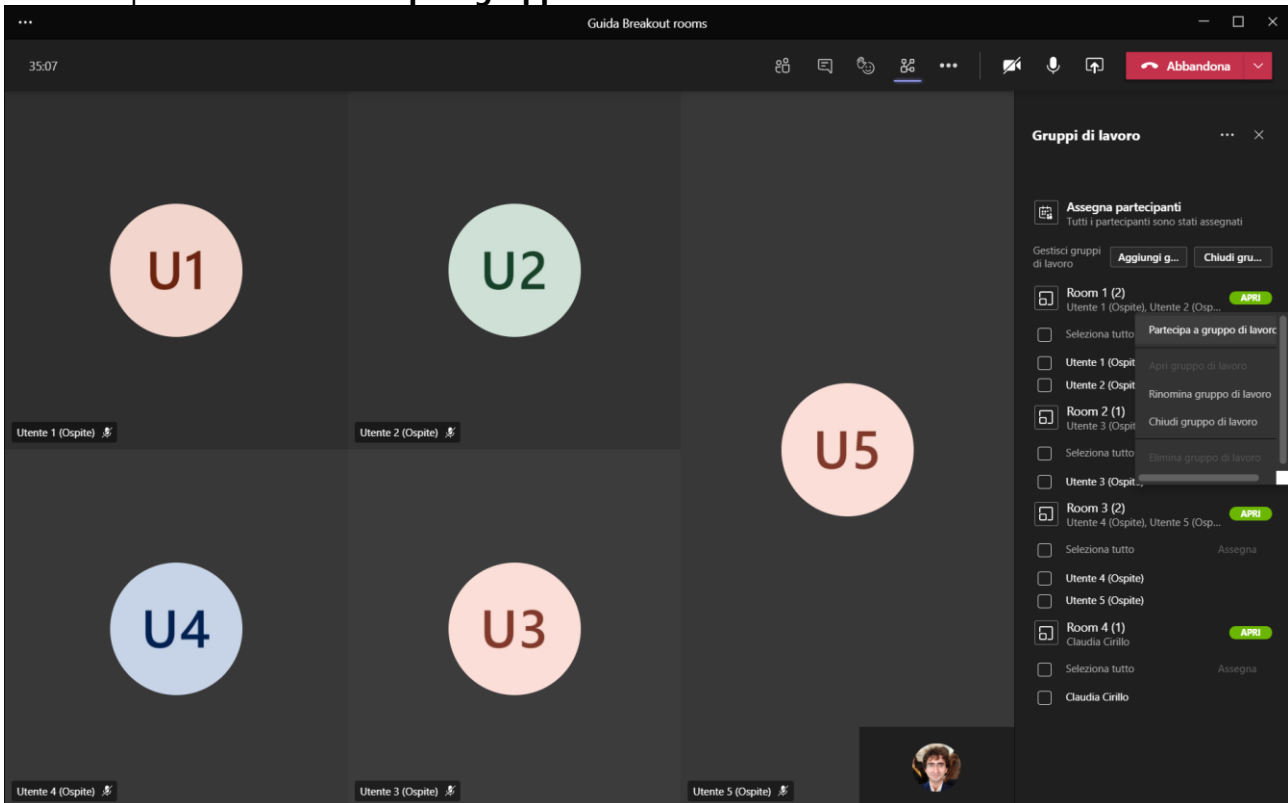 Guida Breakout rooms
35:07
Abbandona
Gruppi di lavoro
Assegna partecipanti
Tutti i partecipanti sono stati assegnati
Gestisci gruppi
di lavoro
Aggiungi g...
Chiudi gru...
Room 1 (2)
APRI
Utente 1 (Ospite), Utente 2 (Osp...
Seleziona tutto
Partecipa a gruppo di lavoro
Utente 1 (Ospit
Apri gruppo di lavoro
Utente 2 (Ospit
Rinomina gruppo di lavoro
Room 2 (1)
Utente 3 (Ospit
Chiudi gruppo di lavoro
Seleziona tutto
Elimina gruppo di lavoro
Utente 3 (Ospit
Room 3 (2)
APRI
Utente 4 (Ospite), Utente 5 (Osp...
Seleziona tutto
Assegna
Utente 4 (Ospite)
Utente 5 (Ospite)
Room 4 (1)
APRI
Claudia Cirillo
Seleziona tutto
Assegna
Claudia Cirillo
U1
U2
U5
Utente 1 (Ospite)
Utente 2 (Ospite)
U4
U3
Utente 4 (Ospite)
Utente 3 (Ospite)
Utente 5 (Ospite)